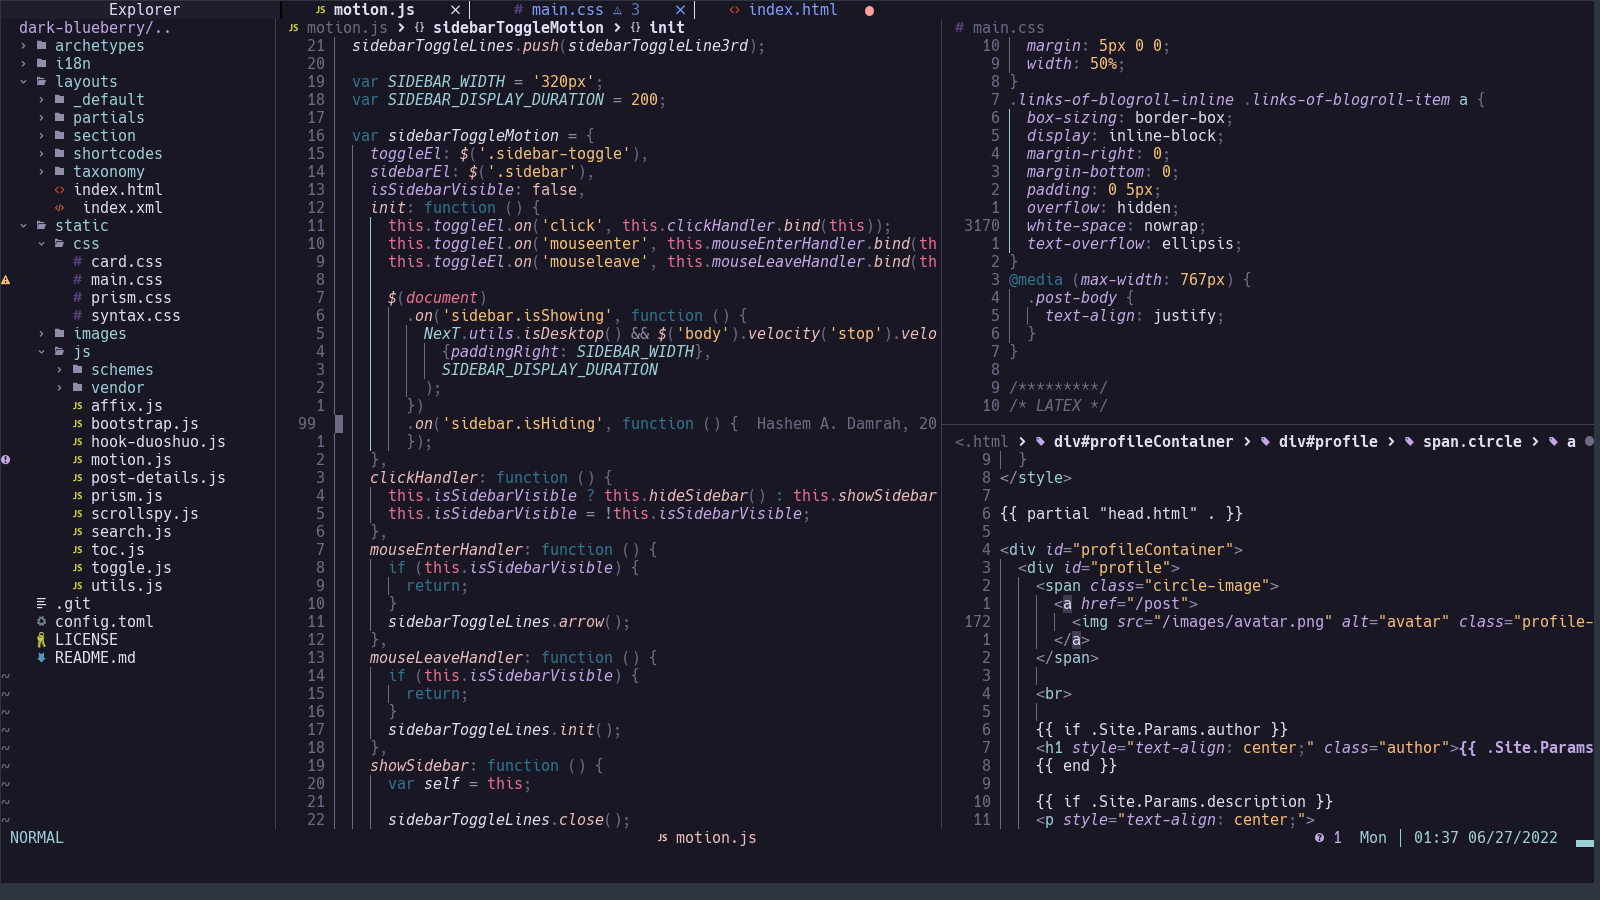 Explorer
JS motion.js
# main.css 3
<> index.html
dark-blueberry/..
archetypes
i18n
layouts
_default
partials
section
shortcodes
taxonomy
<> index.html
index.xml
static
css
# card.css
# main.css
# prism.css
# syntax.css
images
js
schemes
vendor
JS affix.js
JS bootstrap.js
JS hook-duoshuo.js
JS motion.js
JS post-details.js
JS prism.js
JS scrollspy.js
JS search.js
JS toc.js
JS toggle.js
JS utils.js
.git
config.toml
LICENSE
README.md
~
~
~
~
~
~
~
~
~
JS motion.js > {} sidebarToggleMotion > {} init
21 sidebarToggleLines.push(sidebarToggleLine3rd);
20
19 var SIDEBAR_WIDTH = '320px';
18 var SIDEBAR_DISPLAY_DURATION = 200;
17
16 var sidebarToggleMotion = {
15 toggleEl: $('.sidebar-toggle'),
14 sidebarEl: $('.sidebar'),
13 isSidebarVisible: false,
12 init: function () {
11 this.toggleEl.on('click', this.clickHandler.bind(this));
10 this.toggleEl.on('mouseenter', this.mouseEnterHandler.bind(th
9 this.toggleEl.on('mouseleave', this.mouseLeaveHandler.bind(th
8
7 $(document)
6 .on('sidebar.isShowing', function () {
5 NexT.utils.isDesktop() && $('body').velocity('stop').velo
4 {paddingRight: SIDEBAR_WIDTH},
3 SIDEBAR_DISPLAY_DURATION
2 );
1 })
99 .on('sidebar.isHiding', function () { Hashem A. Damrah, 20
1 });
2 },
3 clickHandler: function () {
4 this.isSidebarVisible ? this.hideSidebar() : this.showSidebar
5 this.isSidebarVisible = !this.isSidebarVisible;
6 },
7 mouseEnterHandler: function () {
8 if (this.isSidebarVisible) {
9 return;
10 }
11 sidebarToggleLines.arrow();
12 },
13 mouseLeaveHandler: function () {
14 if (this.isSidebarVisible) {
15 return;
16 }
17 sidebarToggleLines.init();
18 },
19 showSidebar: function () {
20 var self = this;
21
22 sidebarToggleLines.close();
# main.css
10 margin: 5px 0 0;
9 width: 50%;
8 }
7 .links-of-blogroll-inline .links-of-blogroll-item a {
6 box-sizing: border-box;
5 display: inline-block;
4 margin-right: 0;
3 margin-bottom: 0;
2 padding: 0 5px;
1 overflow: hidden;
3170 white-space: nowrap;
1 text-overflow: ellipsis;
2 }
3 @media (max-width: 767px) {
4 .post-body {
5 text-align: justify;
6 }
7 }
8
9 /*********/
10 /* LATEX */
<.html > div#profileContainer > div#profile > span.circle > a
9 }
8 </style>
7
6 {{ partial "head.html" . }}
5
4 <div id="profileContainer">
3 <div id="profile">
2 <span class="circle-image">
1 <a href="/post">
172 <img src="/images/avatar.png" alt="avatar" class="profile-
1 </a>
2 </span>
3
4 <br>
5
6 {{ if .Site.Params.author }}
7 <h1 style="text-align: center;" class="author">{{ .Site.Params
8 {{ end }}
9
10 {{ if .Site.Params.description }}
11 <p style="text-align: center;">
NORMAL
JS motion.js
1 Mon | 01:37 06/27/2022